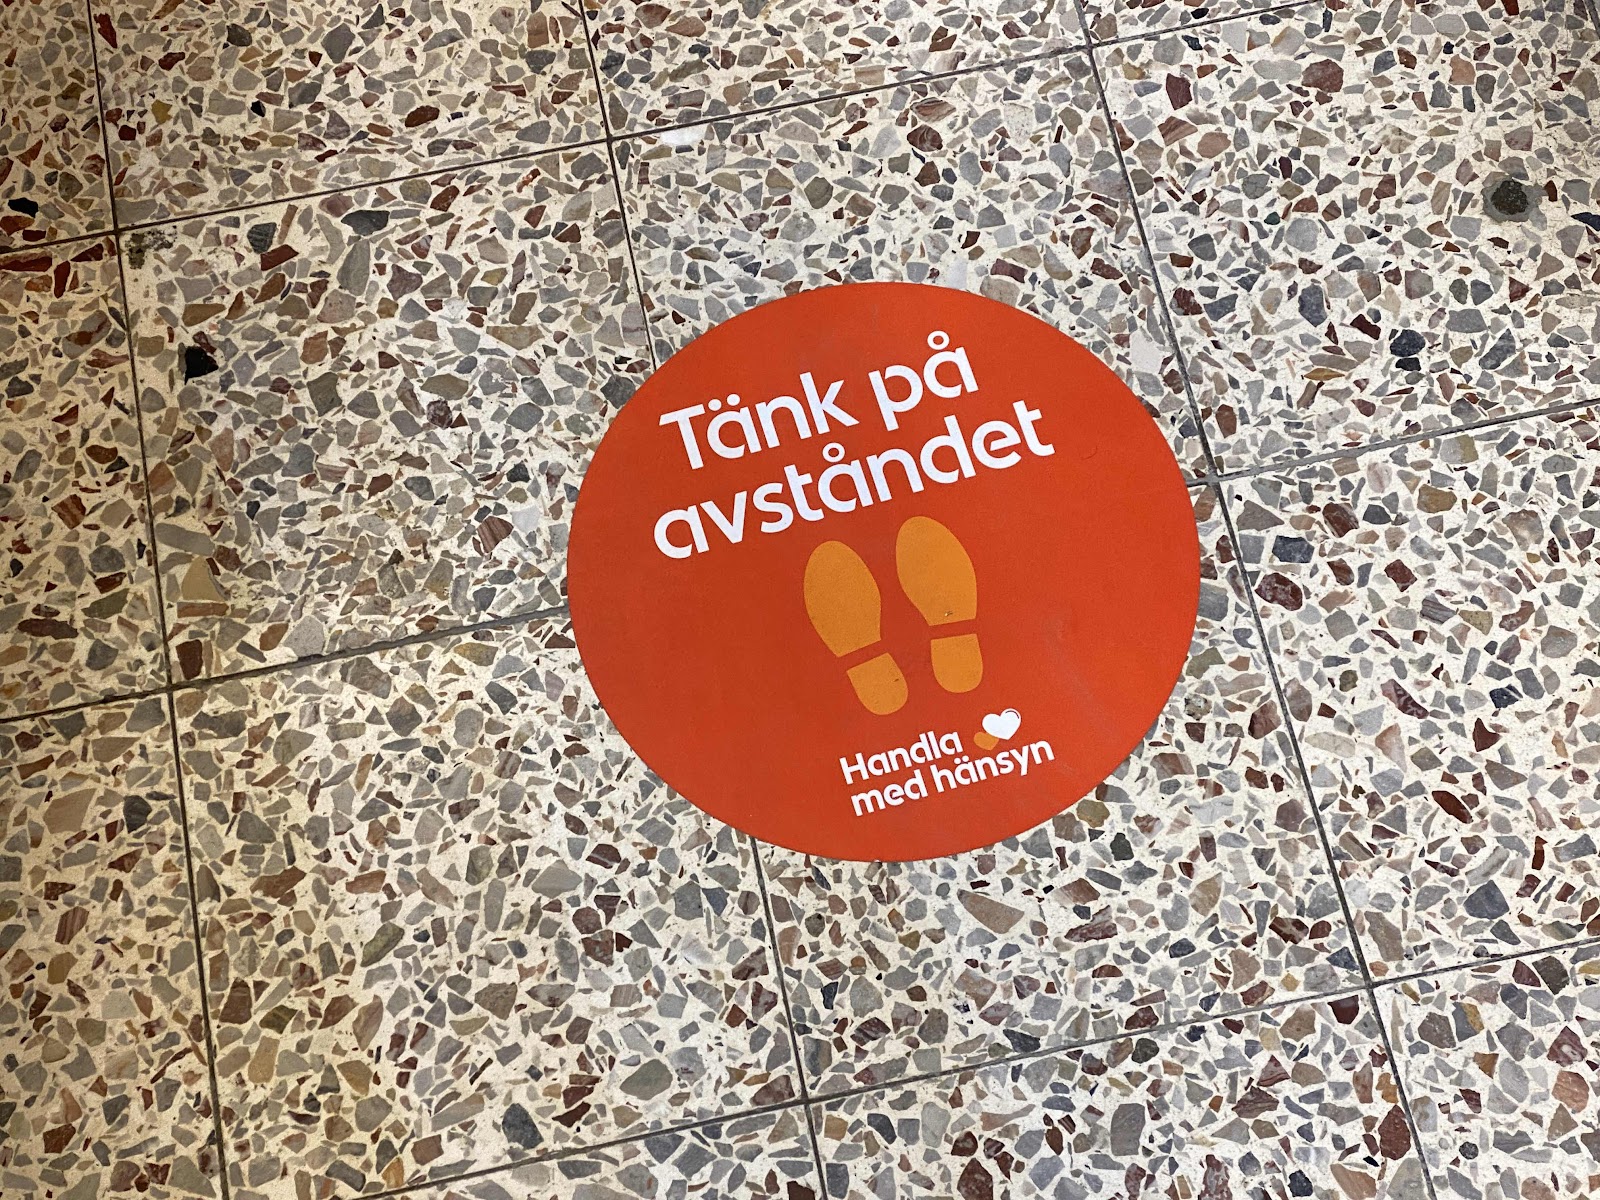 Tänk på
avståndet
Handla
med hänsyn